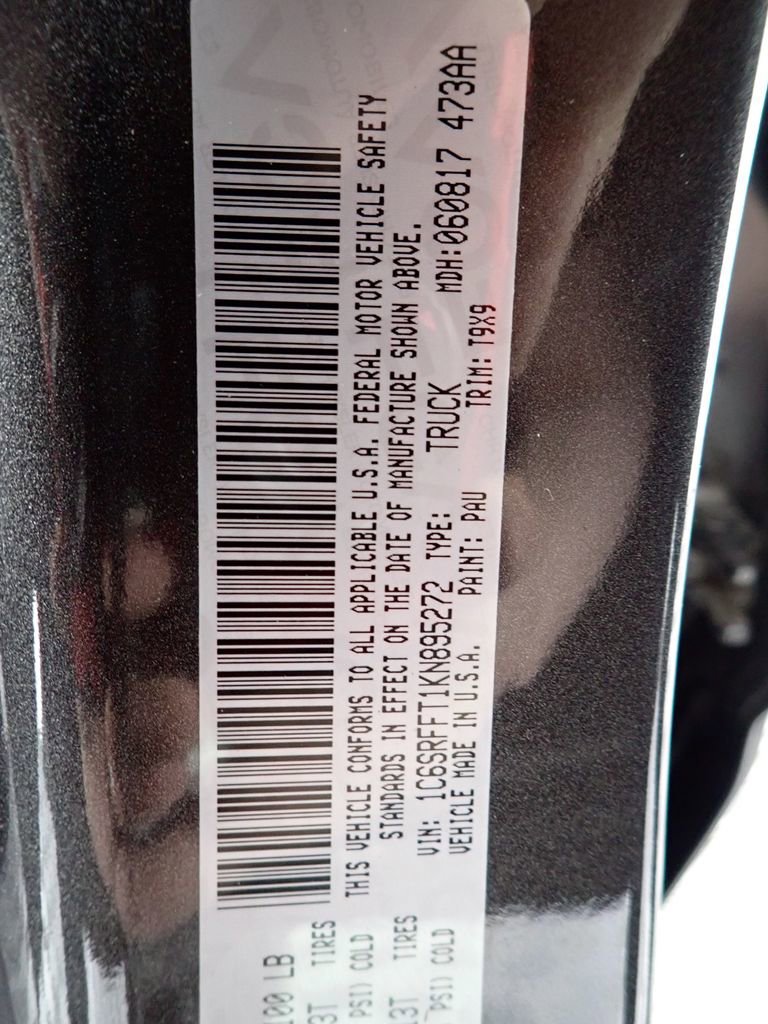 100 LB
TIRES
PSI) COLD
THIS VEHICLE CONFORMS TO ALL APPLICABLE U.S.A. FEDERAL MOTOR VEHICLE SAFETY
STANDARDS IN EFFECT ON THE DATE OF MANUFACTURE SHOWN ABOVE.
TIRES
PSI) COLD
VIN: 1C6SRFFT1KN895272 TYPE: TRUCK MDH:060817 473AA
VEHICLE MADE IN U.S.A. PAINT: PAU TRIM: T9X9